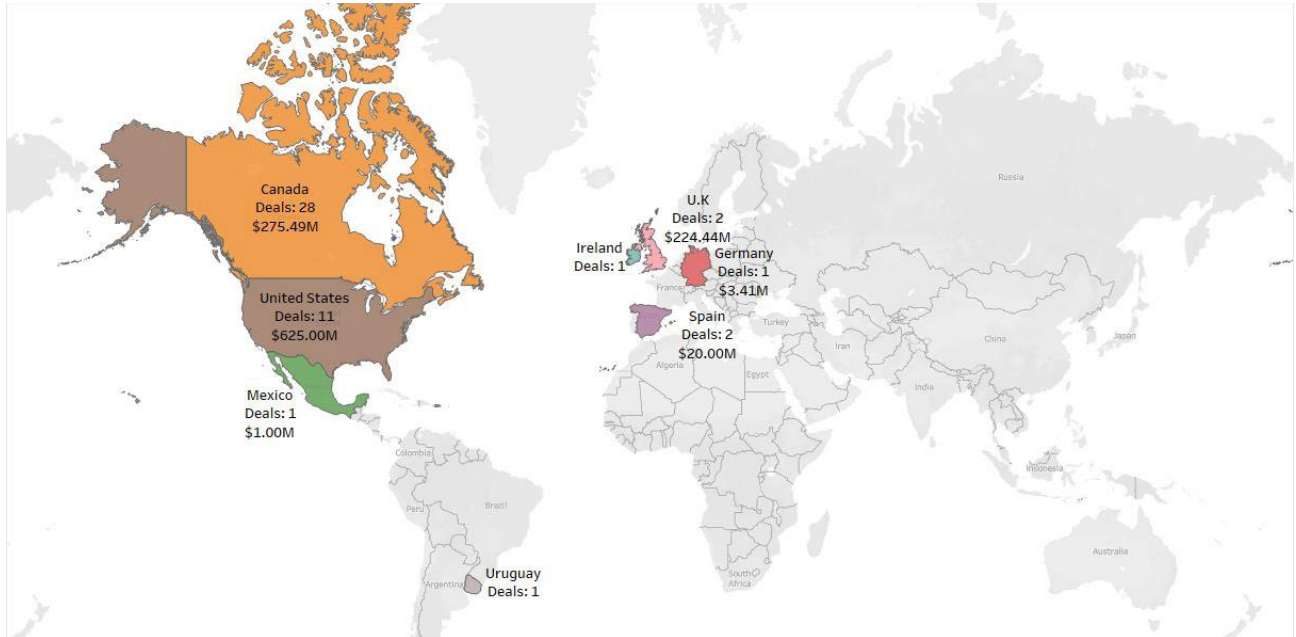 Russia
Canada
Deals: 28
$275.49M
U.K
Deals: 2
$224.44M
Ireland
Deals: 1
Germany
Deals: 1
$3.41M
France
United States
Deals: 11
$625.00M
Spain
Deals: 2
$20.00M
Turkey
China
Japan
Iran
Algeria
Egypt
India
Mexico
Deals: 1
$1.00M
Colombia
Indonesia
Peru
Brazil
Australia
Uruguay
Deals: 1
Argentina
South
Africa